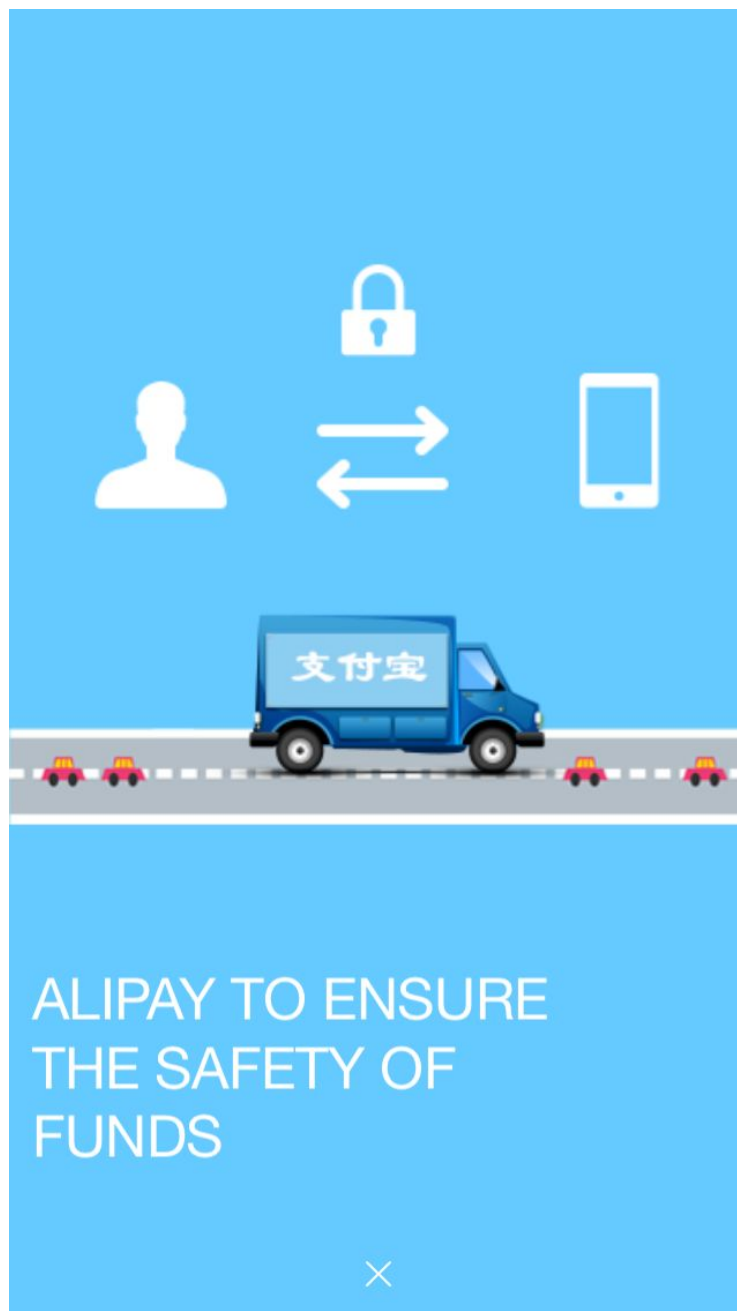 支付宝
ALIPAY TO ENSURE
THE SAFETY OF
FUNDS